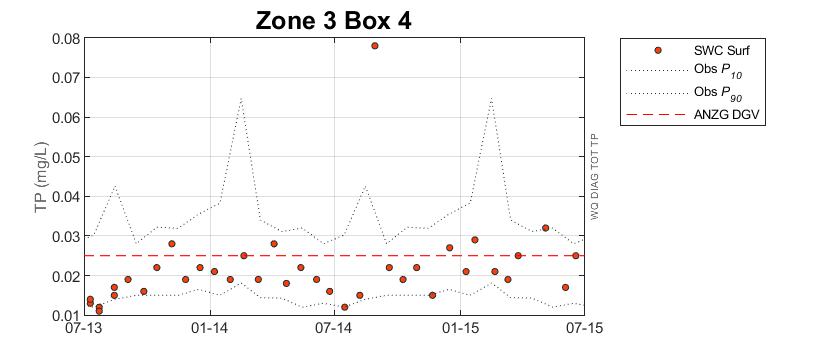 Zone 3 Box 4
0.08
0.07
0.06
0.05
0.04
0.03
0.02
0.01
TP (mg/L)
07-13
01-14
07-14
01-15
07-15
WQ DIAG TOT TP
SWC Surf
Obs P10
Obs P90
ANZG DGV